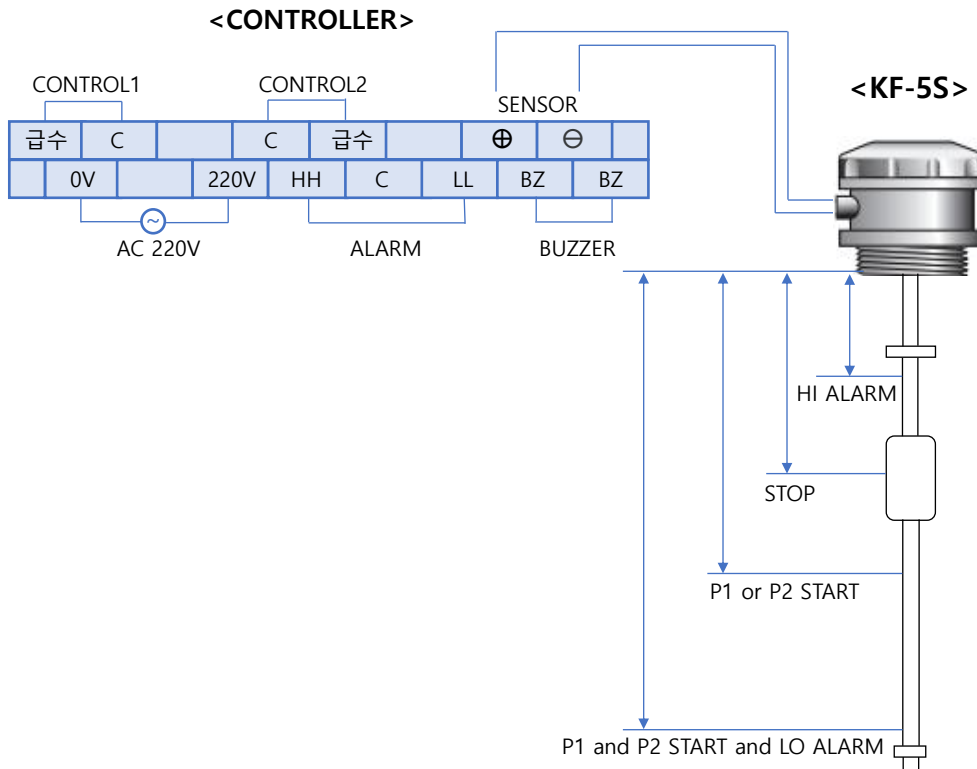 <CONTROLLER>
CONTROL1 CONTROL2 SENSOR
<KF-5S>
급수 C C 급수 ⊕ ⊖
0V 220V HH C LL BZ BZ
~
AC 220V ALARM BUZZER
HI ALARM
STOP
P1 or P2 START
P1 and P2 START and LO ALARM